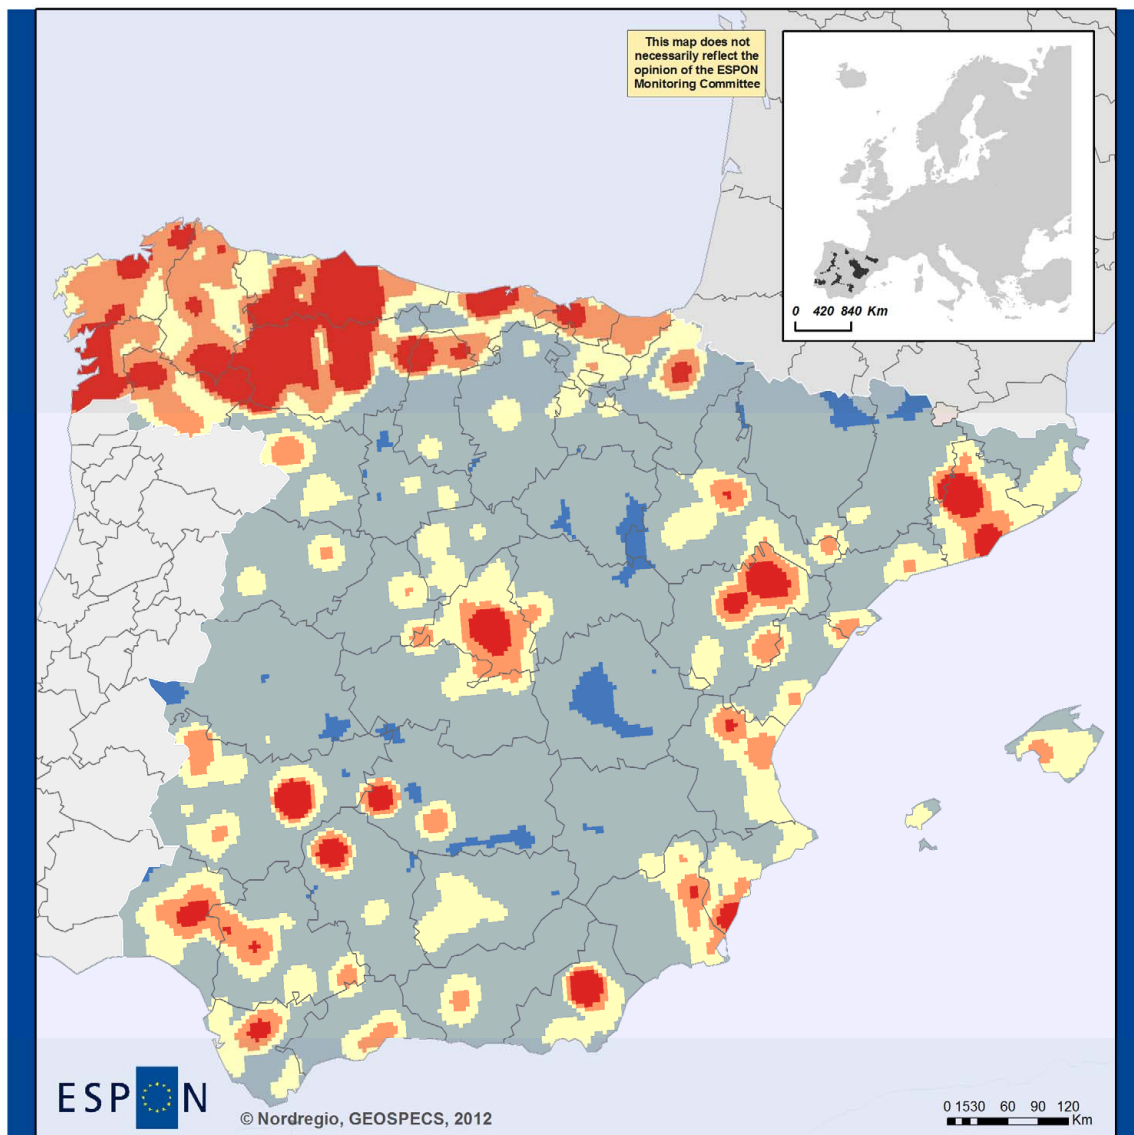 This map does not
necessarily reflect the
opinion of the ESPON
Monitoring Committee
0 420 840 Km
ESPON
© Nordregio, GEOSPECS, 2012
0 1530 60 90 120
Km